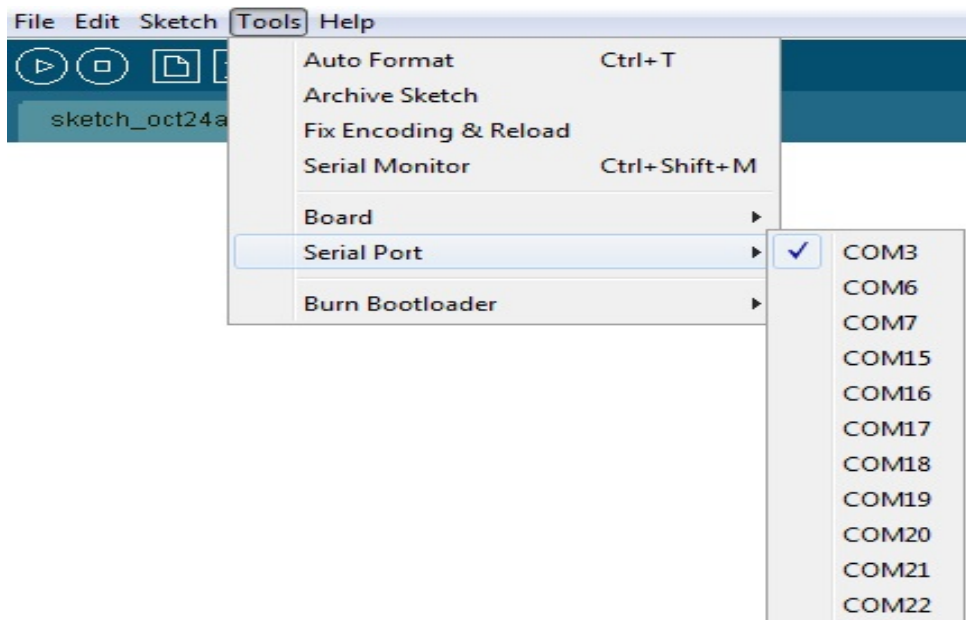 File Edit Sketch Tools Help
sketch_oct24a
Auto Format Ctrl+T
Archive Sketch
Fix Encoding & Reload
Serial Monitor Ctrl+Shift+M
Board
Serial Port
Burn Bootloader
COM3
COM6
COM7
COM15
COM16
COM17
COM18
COM19
COM20
COM21
COM22